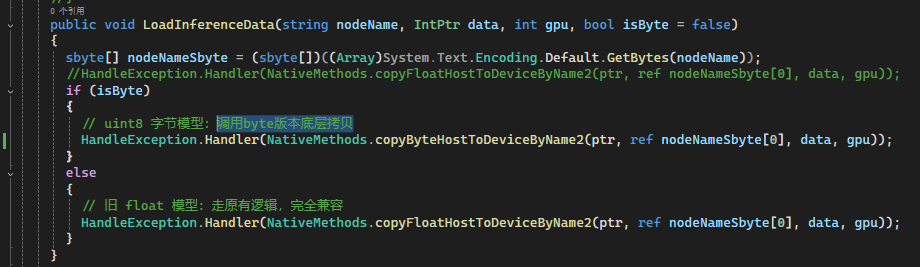 0 个引用
public void LoadInferenceData(string nodeName, IntPtr data, int gpu, bool isByte = false)
{
sbyte[] nodeNameSbyte = (sbyte[])((Array)System.Text.Encoding.Default.GetBytes(nodeName));
//HandleException.Handler(NativeMethods.copyFloatHostToDeviceByName2(ptr, ref nodeNameSbyte[0], data, gpu));
if (isByte)
{
// uint8 字节模型: 调用byte版本底层拷贝
HandleException.Handler(NativeMethods.copyByteHostToDeviceByName2(ptr, ref nodeNameSbyte[0], data, gpu));
}
else
{
// 旧 float 模型: 走原有逻辑, 完全兼容
HandleException.Handler(NativeMethods.copyFloatHostToDeviceByName2(ptr, ref nodeNameSbyte[0], data, gpu));
}
}